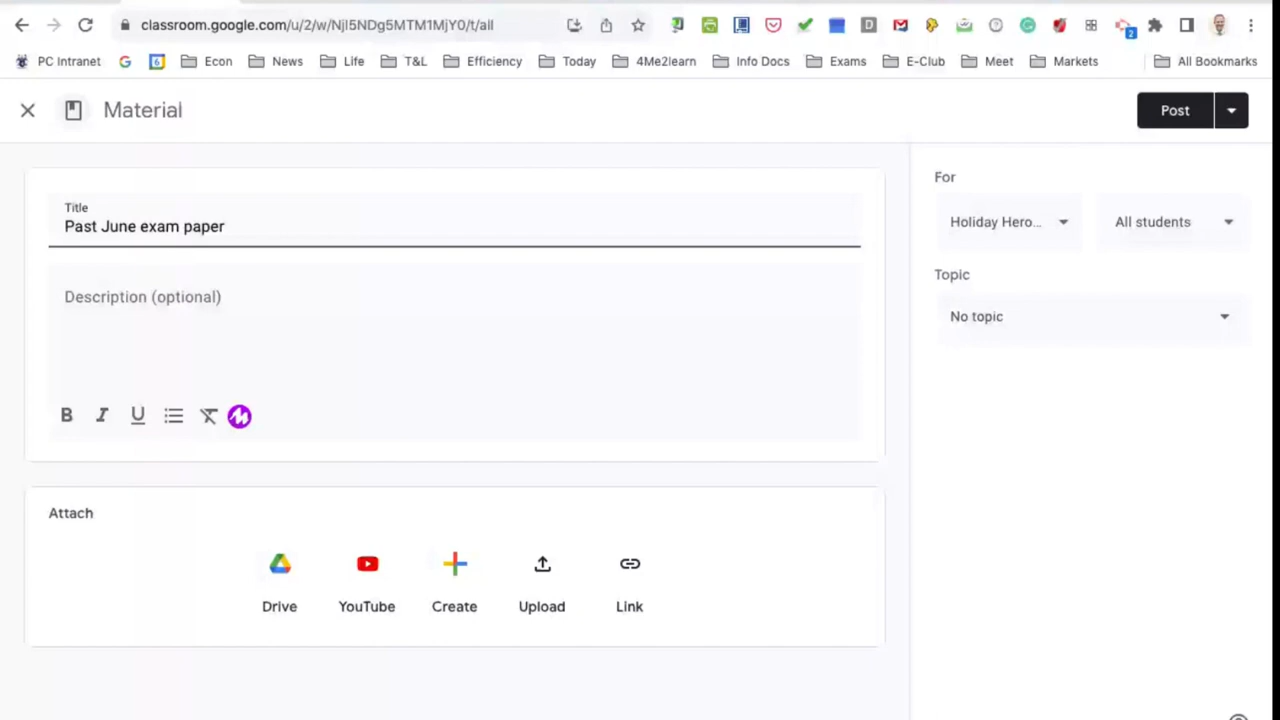 classroom.google.com/u/2/w/NjI5NDg5MTM1MjY0/t/all
2
PC Intranet
6
Econ
News
Life
T&L
Efficiency
Today
4Me2learn
Info Docs
Exams
E-Club
Meet
Markets
All Bookmarks
Material
Post
Title
Past June exam paper
Description (optional)
B I U
Attach
Drive
YouTube
Create
Upload
Link
For
Holiday Hero...
All students
Topic
No topic